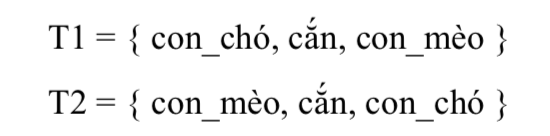 T1 = { con_chó, cắn, con_mèo }
T2 = { con_mèo, cắn, con_chó }